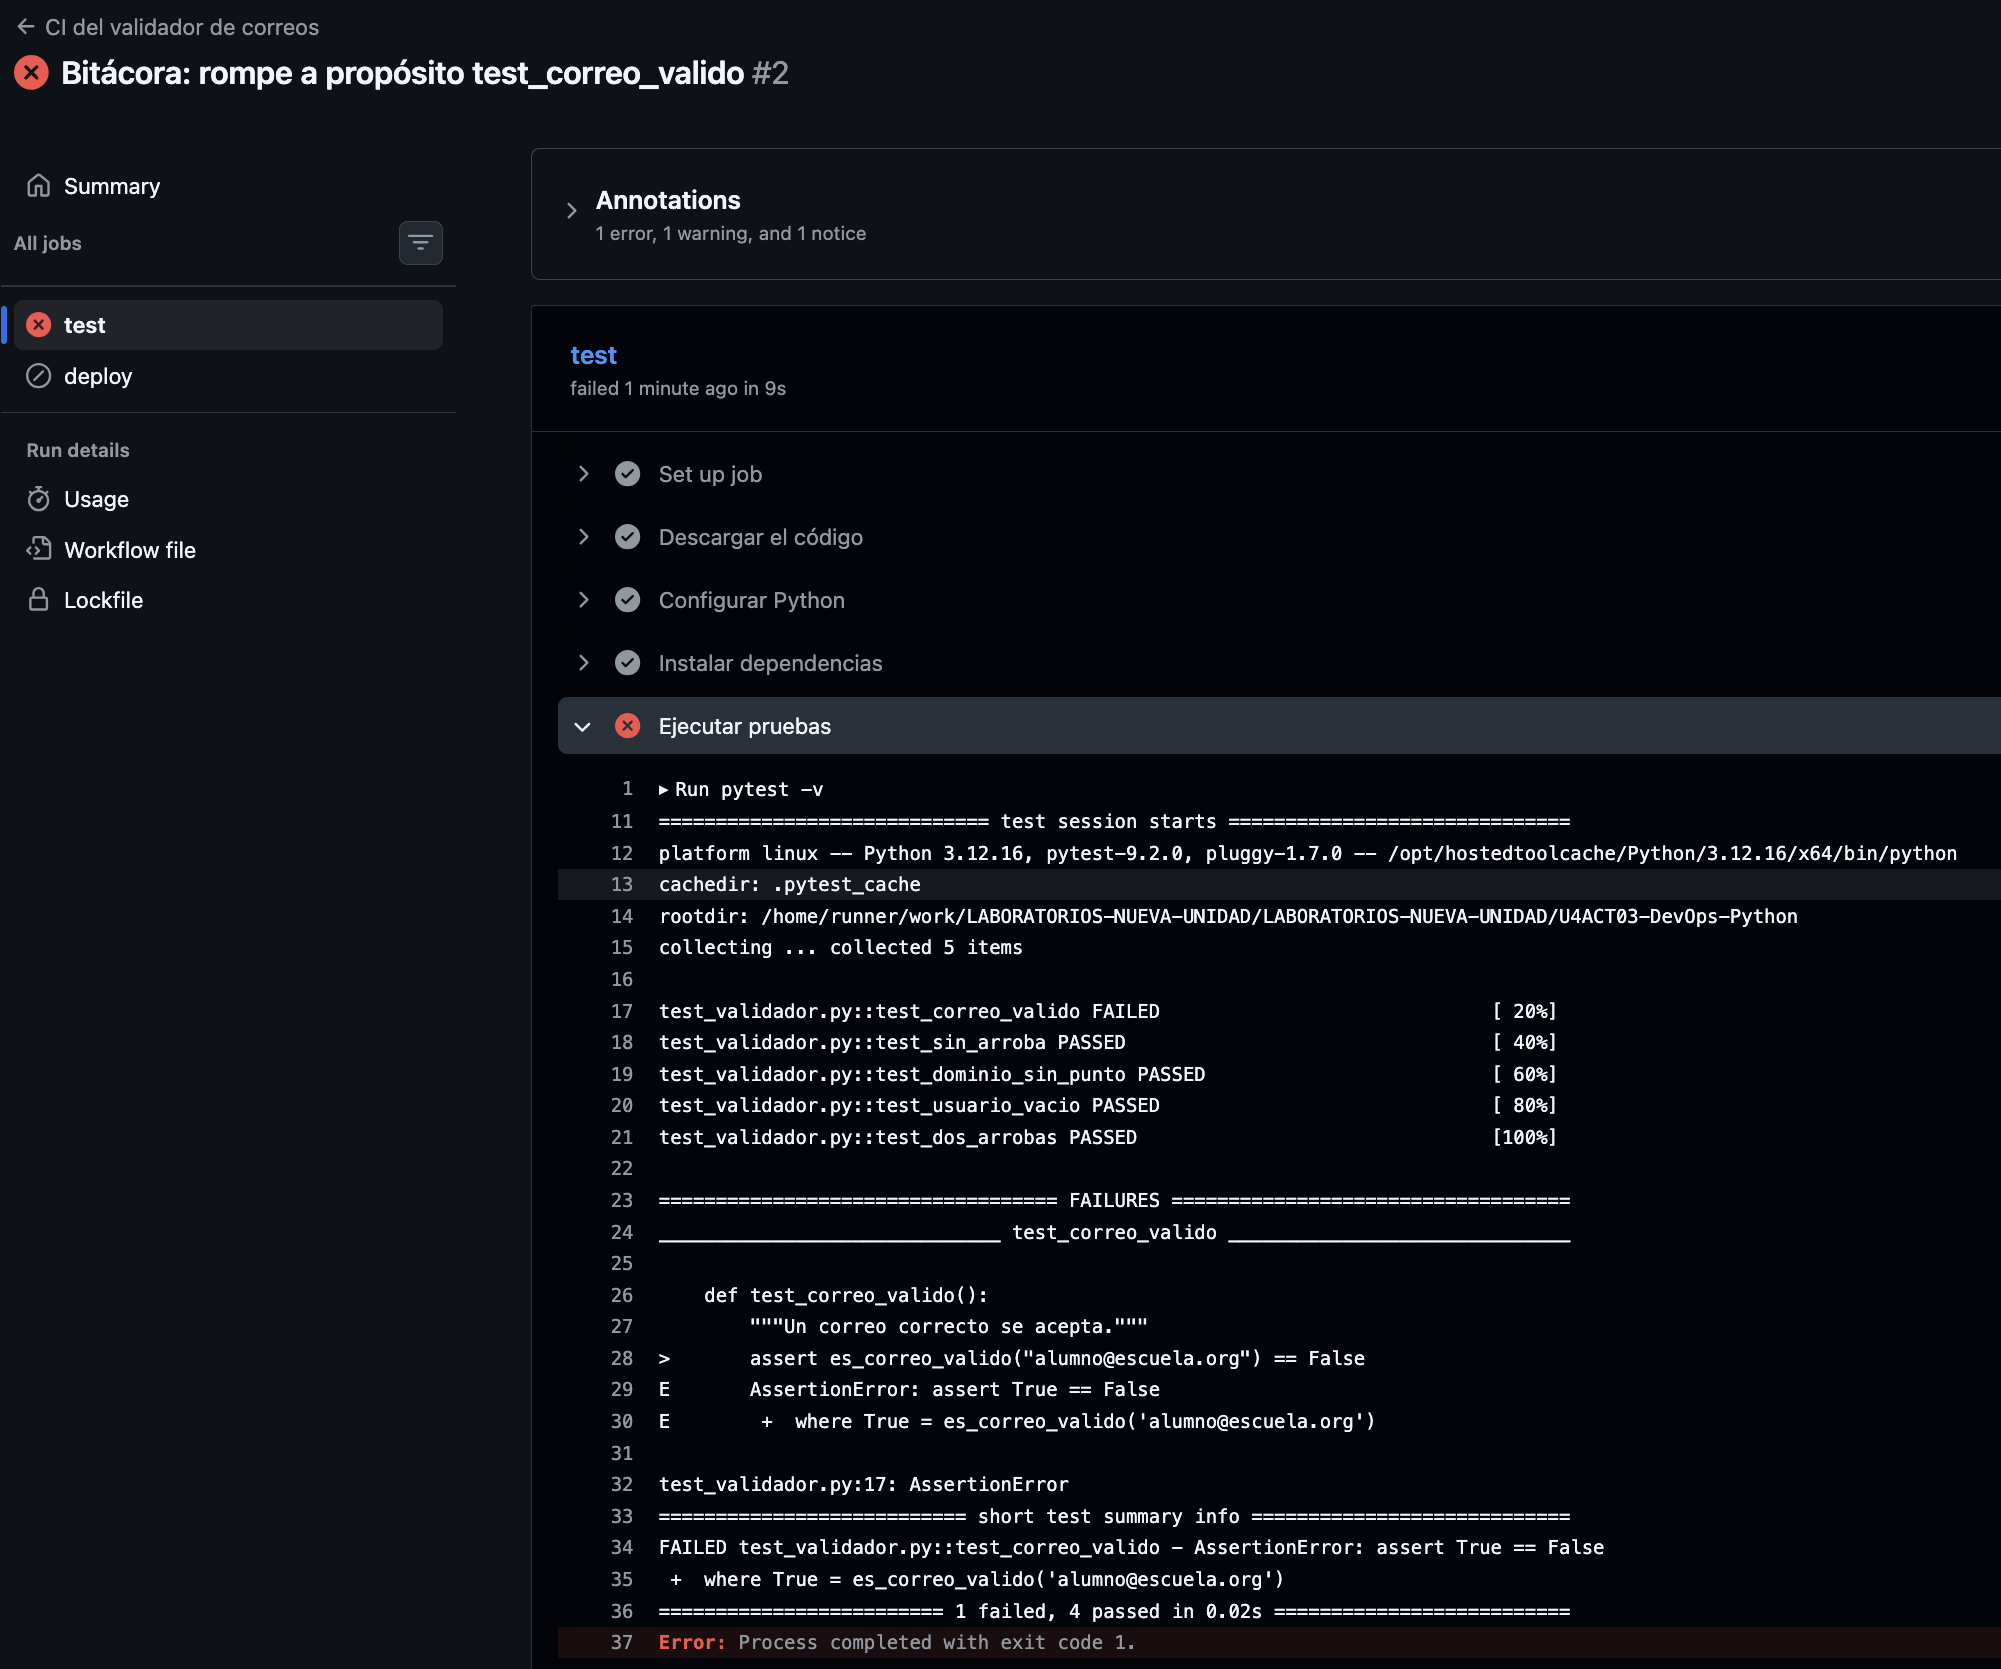 ← CI del validador de correos
Bitácora: rompe a propósito test_correo_valido #2
Summary
All jobs
test
deploy
Run details
Usage
Workflow file
Lockfile
Annotations
1 error, 1 warning, and 1 notice
test
failed 1 minute ago in 9s
Set up job
Descargar el código
Configurar Python
Instalar dependencias
Ejecutar pruebas
1 ▸ Run pytest -v
11 ============================= test session starts ==============================
12 platform linux -- Python 3.12.16, pytest-9.2.0, pluggy-1.7.0 -- /opt/hostedtoolcache/Python/3.12.16/x64/bin/python
13 cachedir: .pytest_cache
14 rootdir: /home/runner/work/LABORATORIOS-NUEVA-UNIDAD/LABORATORIOS-NUEVA-UNIDAD/U4ACT03-DevOps-Python
15 collecting ... collected 5 items
16
17 test_validador.py::test_correo_valido FAILED                             [ 20%]
18 test_validador.py::test_sin_arroba PASSED                                [ 40%]
19 test_validador.py::test_dominio_sin_punto PASSED                         [ 60%]
20 test_validador.py::test_usuario_vacio PASSED                             [ 80%]
21 test_validador.py::test_dos_arrobas PASSED                               [100%]
22
23 =================================== FAILURES ===================================
24 ______________________________ test_correo_valido ______________________________
25
26     def test_correo_valido():
27         """Un correo correcto se acepta."""
28 >       assert es_correo_valido("alumno@escuela.org") == False
29 E       AssertionError: assert True == False
30 E        +  where True = es_correo_valido('alumno@escuela.org')
31
32 test_validador.py:17: AssertionError
33 =========================== short test summary info ============================
34 FAILED test_validador.py::test_correo_valido - AssertionError: assert True == False
35  +  where True = es_correo_valido('alumno@escuela.org')
36 ========================= 1 failed, 4 passed in 0.02s ==========================
37 Error: Process completed with exit code 1.